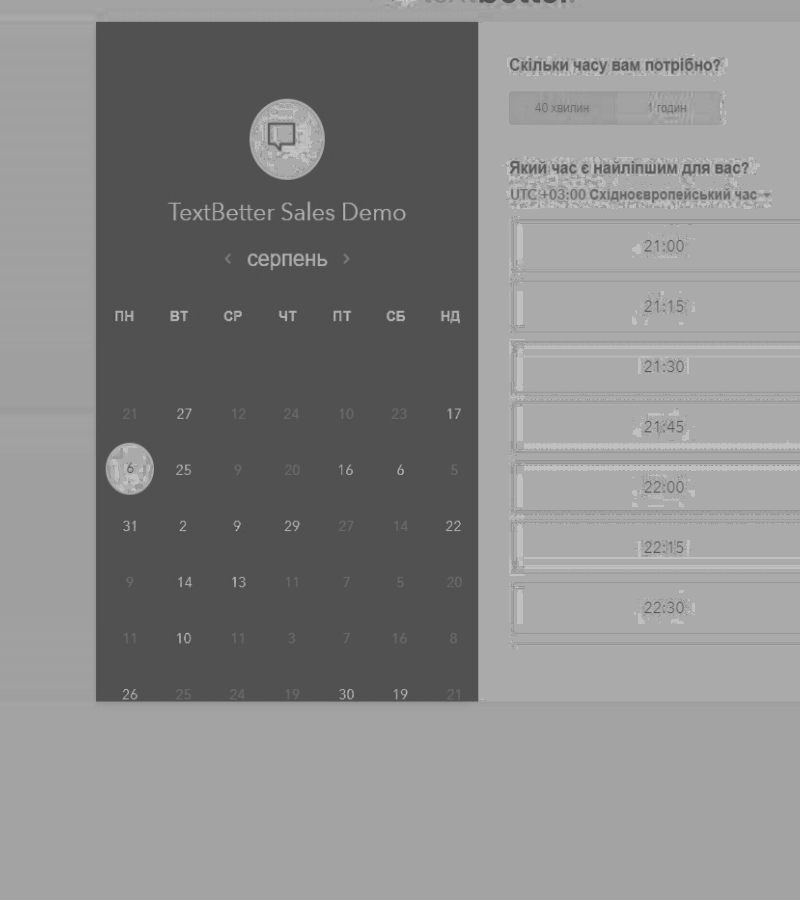 TextBetter Sales Demo
‹ серпень ›
ПН ВТ СР ЧТ ПТ СБ НД
21 27 12 24 10 23 17
6 25 9 20 16 6 5
31 2 9 29 27 14 22
9 14 13 11 7 5 20
11 10 11 3 7 16 8
26 25 24 19 30 19 21
Скільки часу вам потрібно?
40 хвилин 1 годин
Який час є найліпшим для вас?
UTC +03:00 Східноєвропейський час
21:00
21:15
21:30
21:45
22:00
22:15
22:30